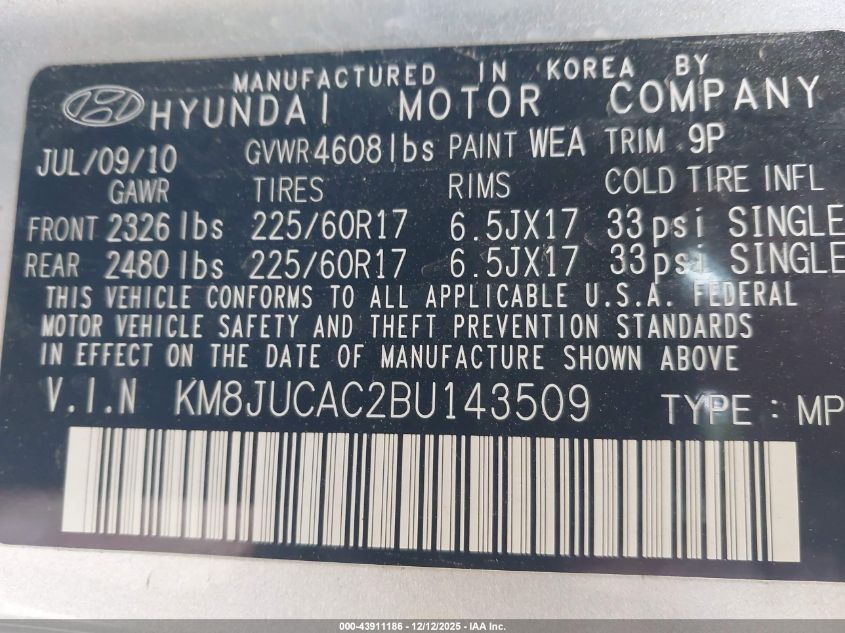 MANUFACTURED IN KOREA BY
HYUNDAI MOTOR COMPANY
JUL/09/10 GVWR 4608 lbs PAINT WEA TRIM 9P
GAWR TIRES RIMS COLD TIRE INFL
FRONT 2326 lbs 225/60R17 6.5JX17 33psi SINGLE
REAR 2480 lbs 225/60R17 6.5JX17 33psi SINGLE
THIS VEHICLE CONFORMS TO ALL APPLICABLE U.S.A. FEDERAL
MOTOR VEHICLE SAFETY AND THEFT PREVENTION STANDARDS
IN EFFECT ON THE DATE OF MANUFACTURE SHOWN ABOVE
V.I.N KM8JUCAC2BU143509 TYPE : MP
000-43911186 - 12/12/2025 - IAA Inc.